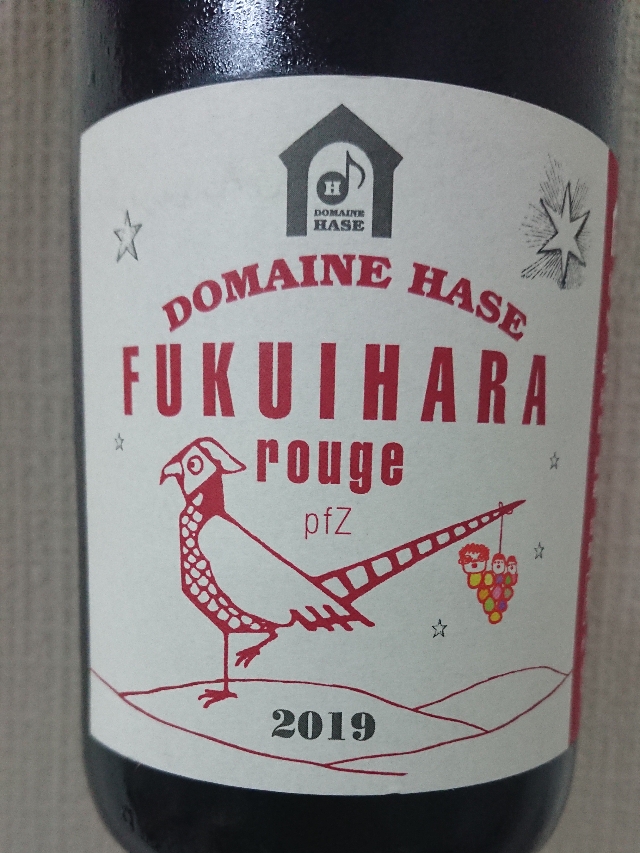 H
DOMAINE
HASE
DOMAINE HASE
FUKUIHARA
rouge
pfZ
2019